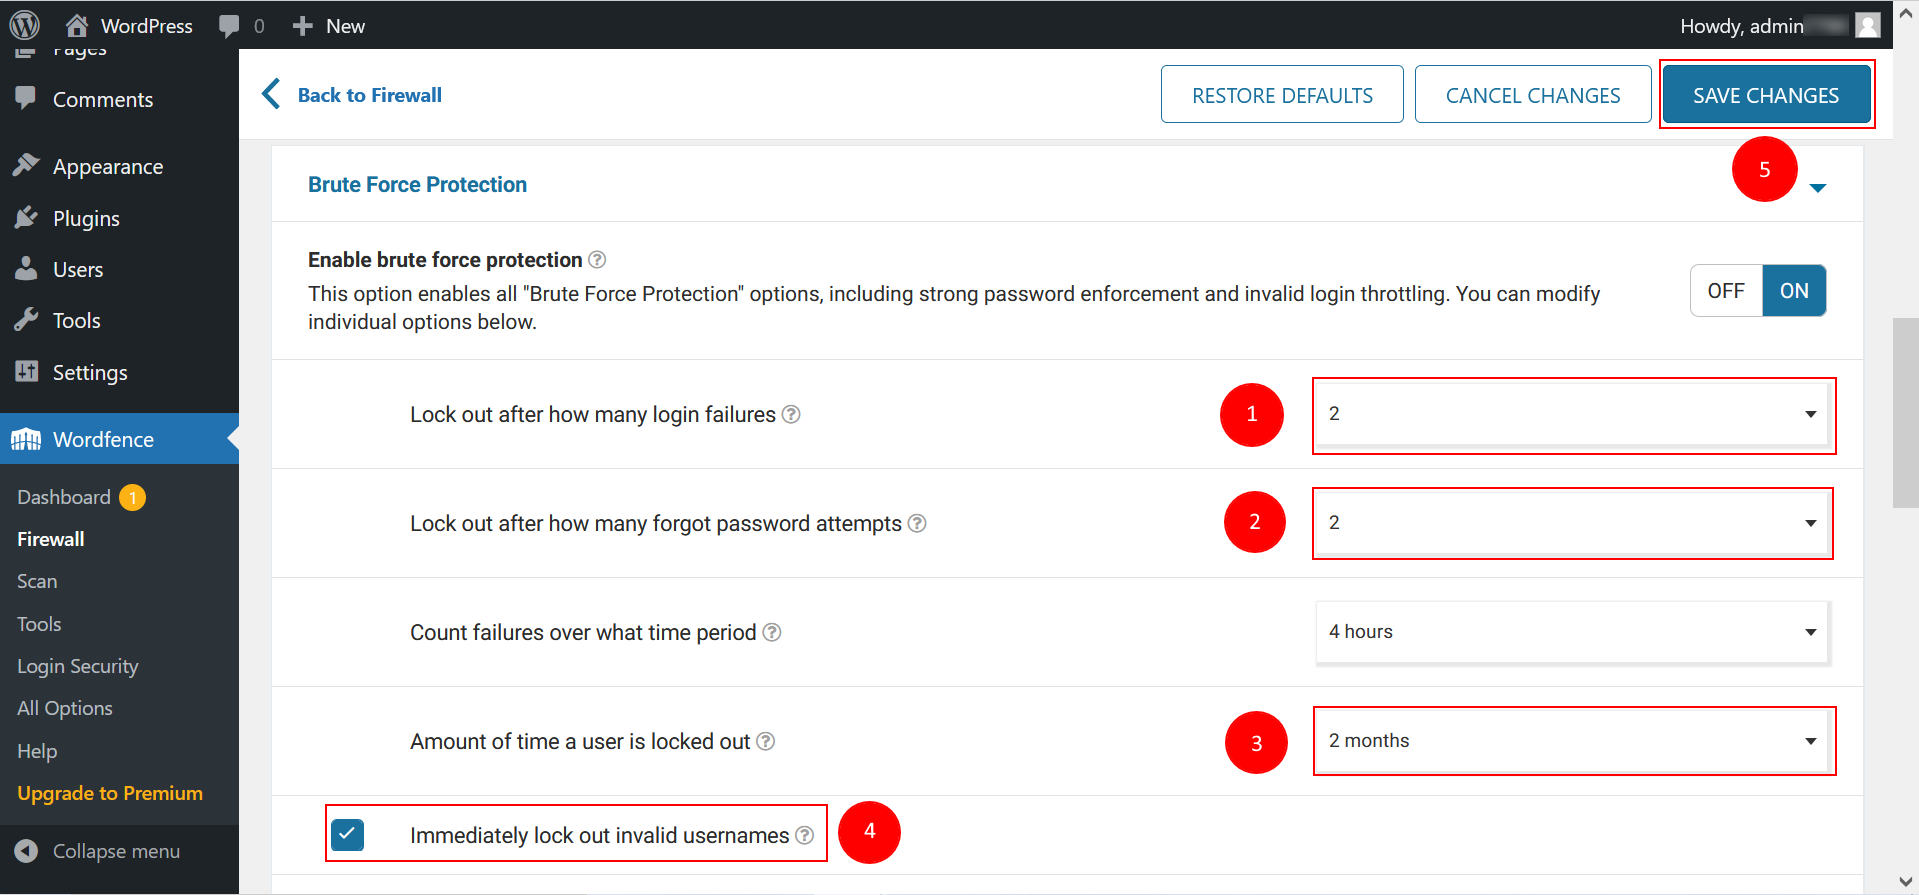 WordPress
0
New
Howdy, admin
Pages
Comments
Appearance
Plugins
Users
Tools
Settings
Wordfence
Dashboard 1
Firewall
Scan
Tools
Login Security
All Options
Help
Upgrade to Premium
Collapse menu
Back to Firewall
RESTORE DEFAULTS
CANCEL CHANGES
SAVE CHANGES
5
Brute Force Protection
Enable brute force protection ?
This option enables all "Brute Force Protection" options, including strong password enforcement and invalid login throttling. You can modify
individual options below.
OFF ON
Lock out after how many login failures ?
1
2
Lock out after how many forgot password attempts ?
2
2
Count failures over what time period ?
4 hours
Amount of time a user is locked out ?
3
2 months
Immediately lock out invalid usernames ?
4